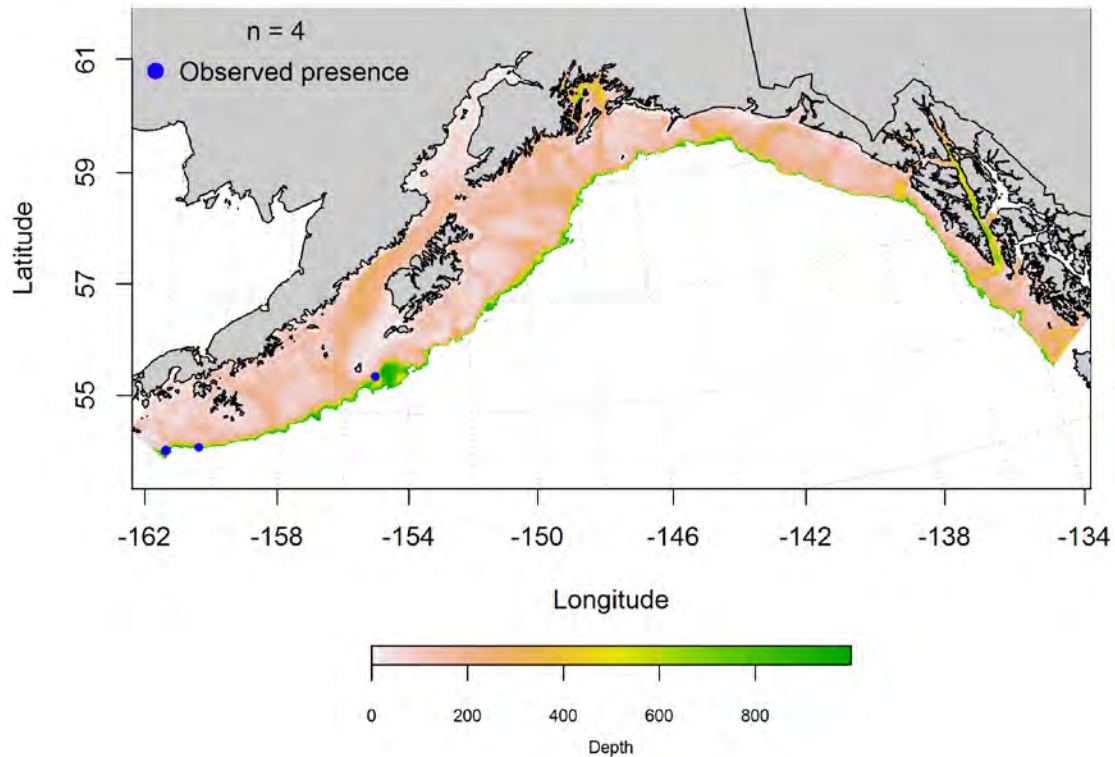 n = 4
Observed presence
61
59
57
55
Latitude
-162 -158 -154 -150 -146 -142 -138 -134
Longitude
0 200 400 600 800
Depth